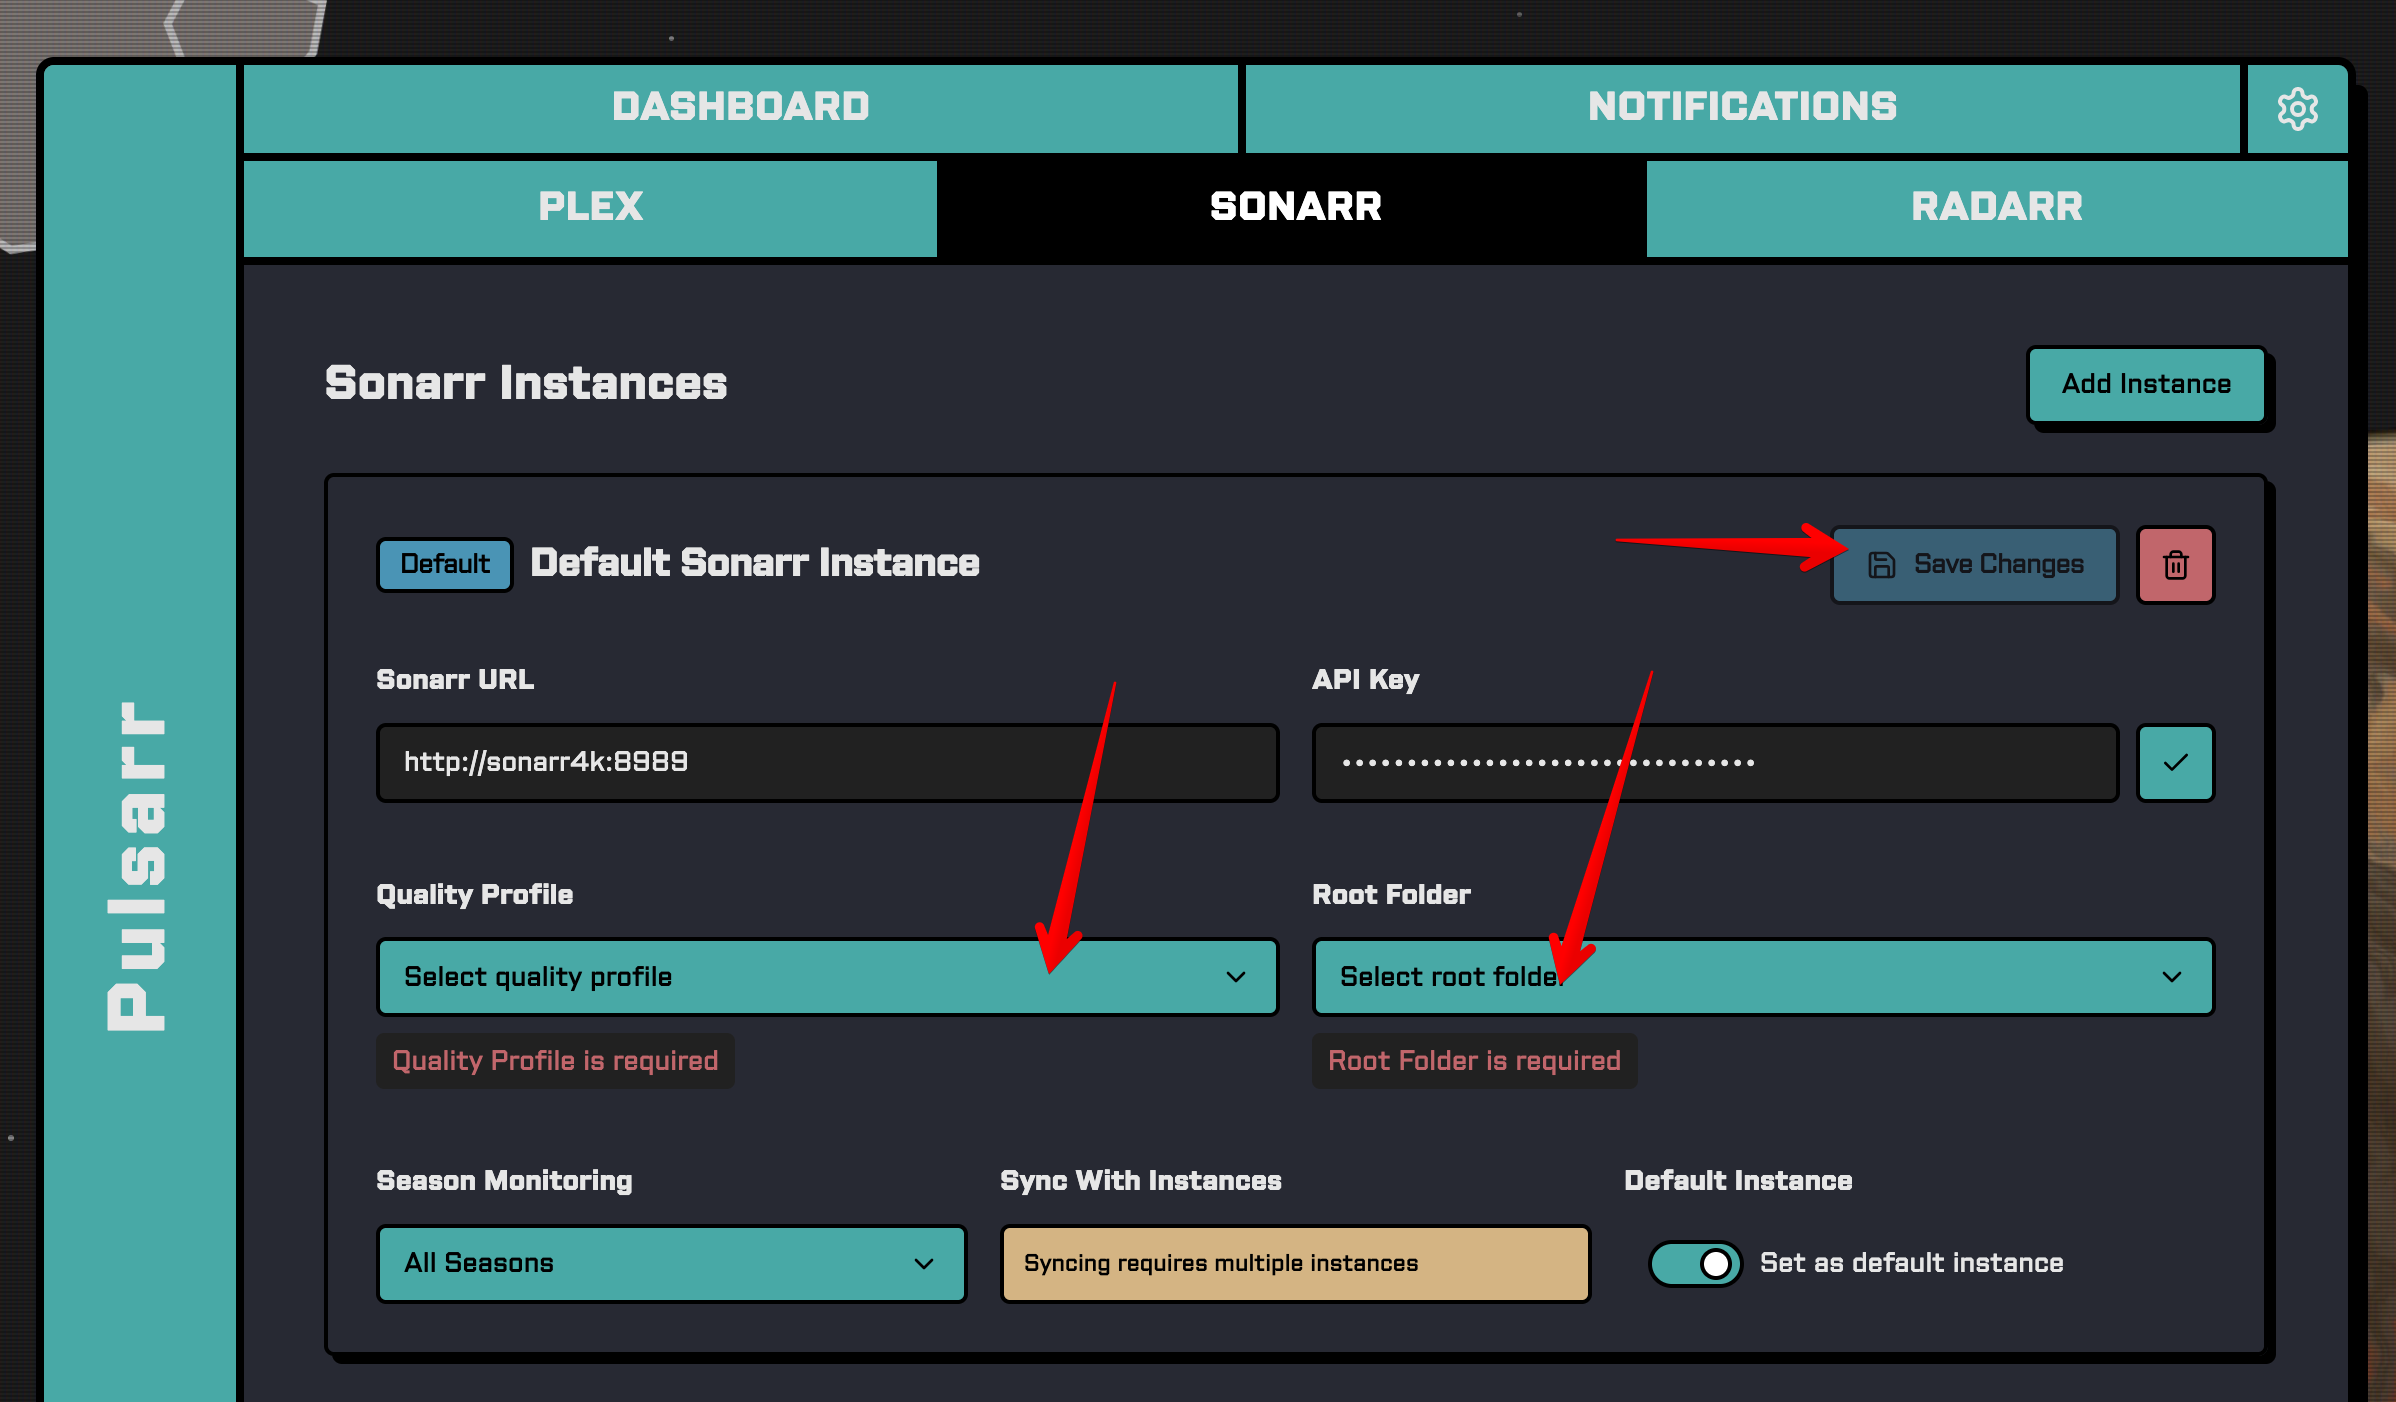 DASHBOARD
NOTIFICATIONS
PLEX
SONARR
RADARR
Pulsarr
Sonarr Instances
Add Instance
Default
Default Sonarr Instance
Save Changes
Sonarr URL
API Key
http://sonarr4k:8989
Quality Profile
Root Folder
Select quality profile
Select root folder
Quality Profile is required
Root Folder is required
Season Monitoring
Sync With Instances
Default Instance
All Seasons
Syncing requires multiple instances
Set as default instance